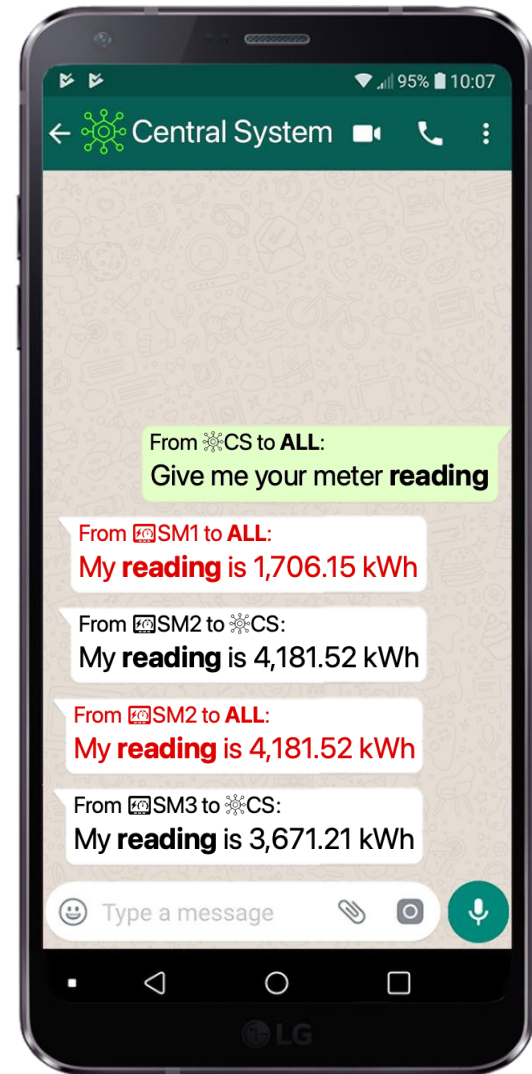 95% 10:07
Central System
From CS to ALL:
Give me your meter reading
From SM1 to ALL:
My reading is 1,706.15 kWh
From SM2 to CS:
My reading is 4,181.52 kWh
From SM2 to ALL:
My reading is 4,181.52 kWh
From SM3 to CS:
My reading is 3,671.21 kWh
Type a message
LG